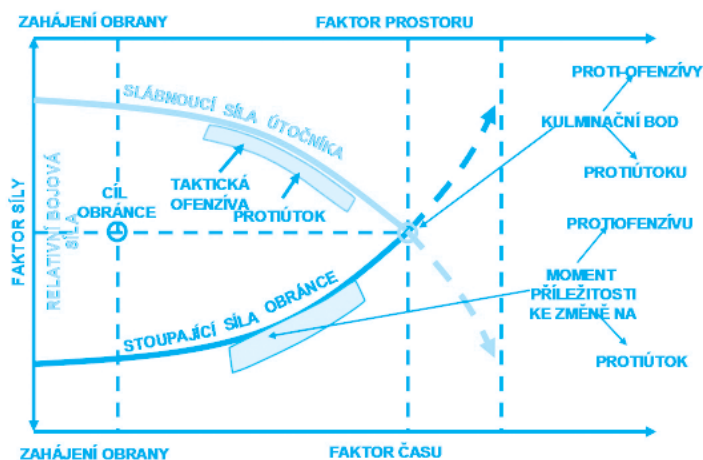 ZAHÁJENÍ OBRANY
FAKTOR PROSTORU
PROTI-OFENZÍVY
SLÁBNOUCÍ SÍLA ÚTOČNÍKA
KULMINAČNÍ BOD
TAKTICKÁ
OFENZÍVA
PROTIÚTOK
PROTIÚTOKU
CÍL
OBRÁNCE
FAKTOR SÍLY
RELATIVNÍ BOJOVÁ
SÍLA
PROTIOFENZÍVU
MOMENT
PŘÍLEŽITOSTI
KE ZMĚNĚ NA
STOUPAJÍCÍ SÍLA OBRÁNCE
PROTIÚTOK
ZAHÁJENÍ OBRANY
FAKTOR ČASU